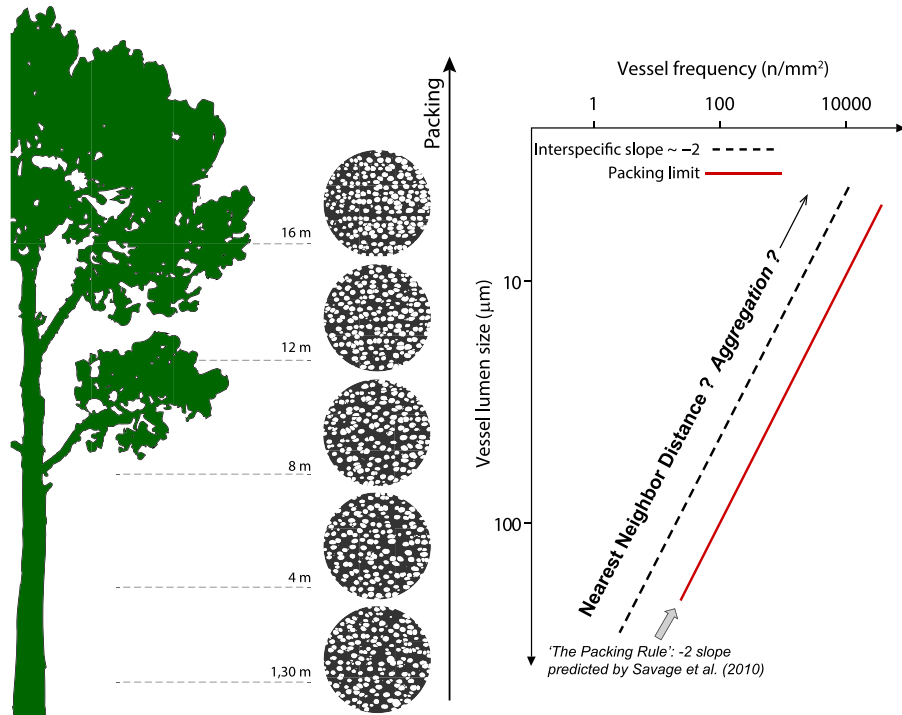 16 m
12 m
8 m
4 m
1,30 m
Packing
Vessel frequency (n/mm²)
1
100
10000
Interspecific slope ~ −2
Packing limit
Vessel lumen size (μm)
10
100
Nearest Neighbor Distance ? Aggregation ?
‘The Packing Rule’: -2 slope
predicted by Savage et al. (2010)